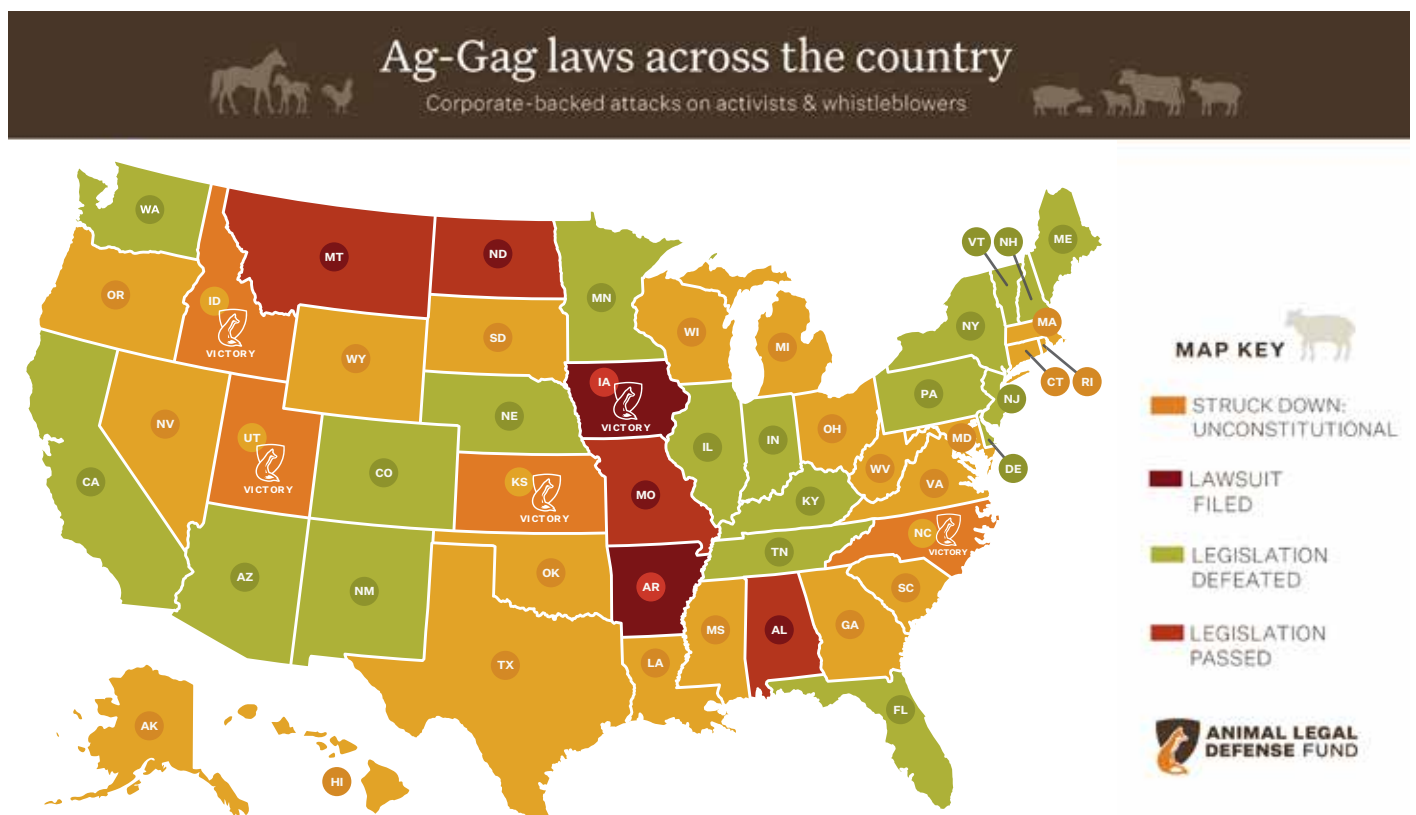 Ag-Gag laws across the country
Corporate-backed attacks on activists & whistleblowers
WA
OR
ID
VICTORY
MT
ND
MN
WY
SD
WI
MI
VT
NH
ME
NY
MA
CT
RI
CA
NV
UT
VICTORY
CO
NE
IA
VICTORY
KS
VICTORY
MO
IL
IN
OH
PA
NJ
MD
DE
WV
VA
KY
NC
VICTORY
TN
SC
AZ
NM
OK
AR
TX
LA
MS
AL
GA
FL
AK
HI
MAP KEY
STRUCK DOWN:
UNCONSTITUTIONAL
LAWSUIT
FILED
LEGISLATION
DEFEATED
LEGISLATION
PASSED
ANIMAL LEGAL
DEFENSE FUND